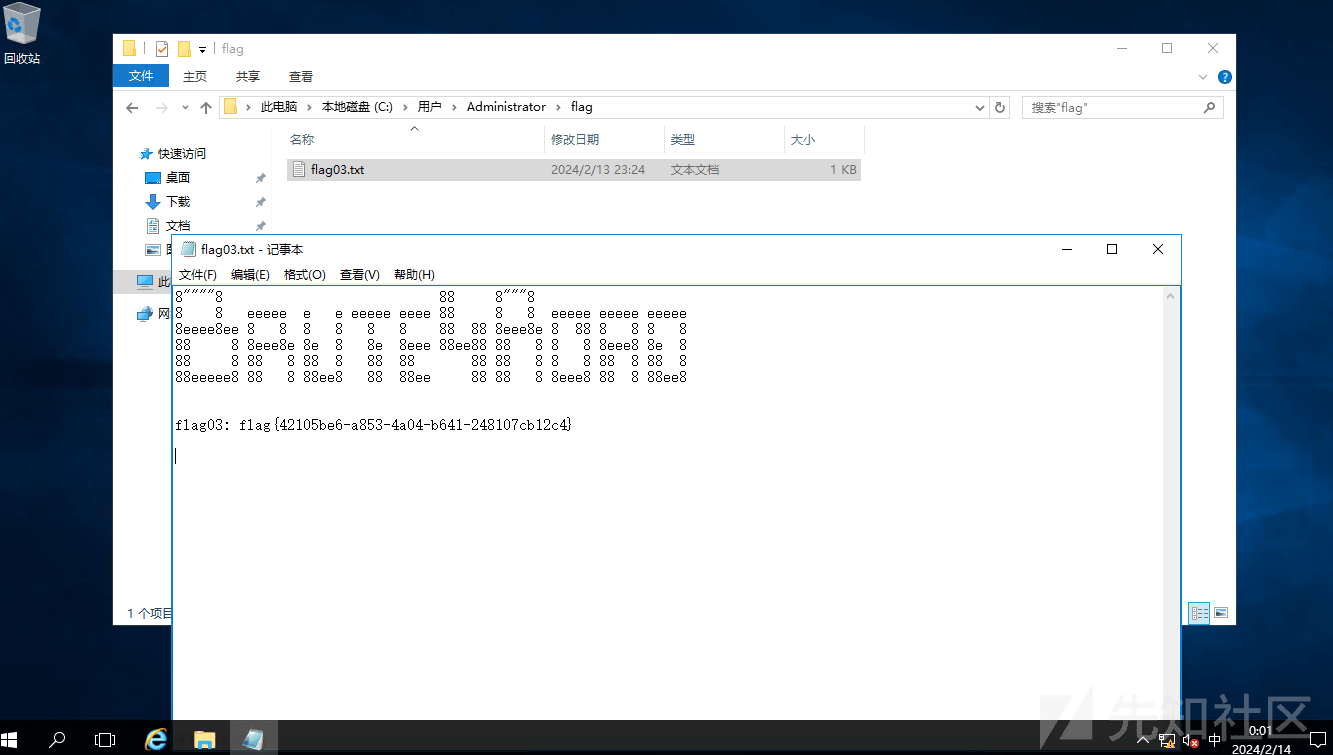 回收站
flag
文件 主页 共享 查看
此电脑 › 本地磁盘 (C:) › 用户 › Administrator › flag
搜索"flag"
名称 修改日期 类型 大小
flag03.txt 2024/2/13 23:24 文本文档 1 KB
快速访问
桌面
下载
文档
此
网
flag03.txt - 记事本
文件(F) 编辑(E) 格式(O) 查看(V) 帮助(H)
8""""8                           88     8"""8
8    8   eeeee  e   e eeeee eeee 88     8   8  eeeee eeeee eeeee
8eeee8ee 8   8  8   8   8   8    88  88 8eee8e 8  88 8   8 8   8
88     8 8eee8e 8e  8   8e  8eee 88ee88 88   8 8   8 8eee8 8e  8
88     8 88   8 88  8   88  88       88 88   8 8   8 88  8 88  8
88eeeee8 88   8 88ee8   88  88ee     88 88   8 8eee8 88  8 88ee8
flag03: flag{42105be6-a853-4a04-b641-248107cb12c4}
1 个项目
先知社区
中
0:01
2024/2/14